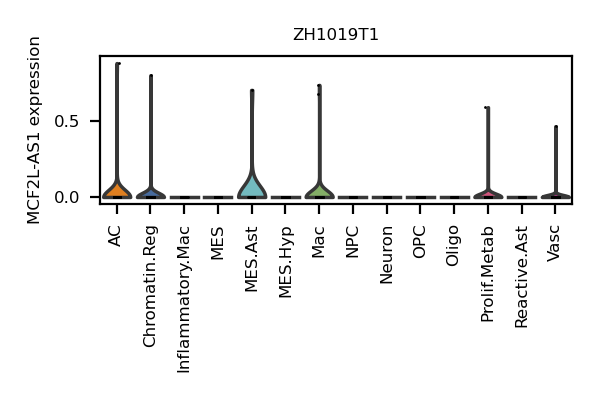 ZH1019T1
MCF2L-AS1 expression
0.5
0.0
AC
Chromatin.Reg
Inflammatory.Mac
MES
MES.Ast
MES.Hyp
Mac
NPC
Neuron
OPC
Oligo
Prolif.Metab
Reactive.Ast
Vasc